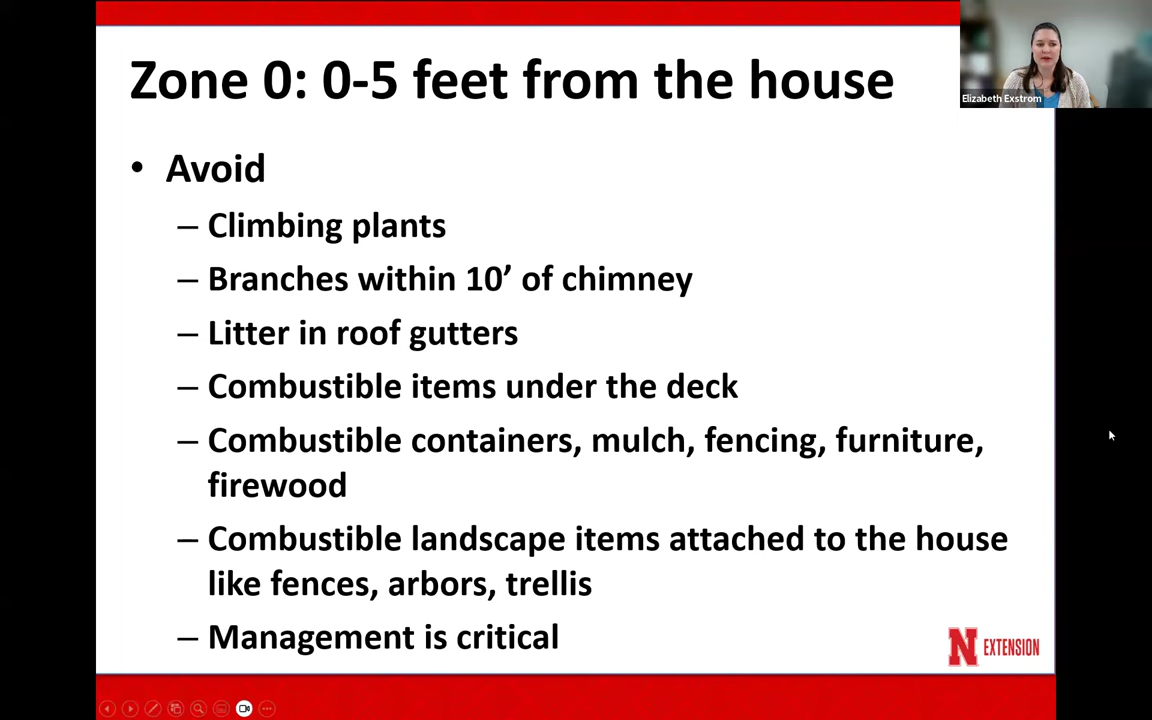 Zone 0: 0-5 feet from the house
Elizabeth Exstrom
• Avoid
– Climbing plants
– Branches within 10’ of chimney
– Litter in roof gutters
– Combustible items under the deck
– Combustible containers, mulch, fencing, furniture,
firewood
– Combustible landscape items attached to the house
like fences, arbors, trellis
– Management is critical
N EXTENSION